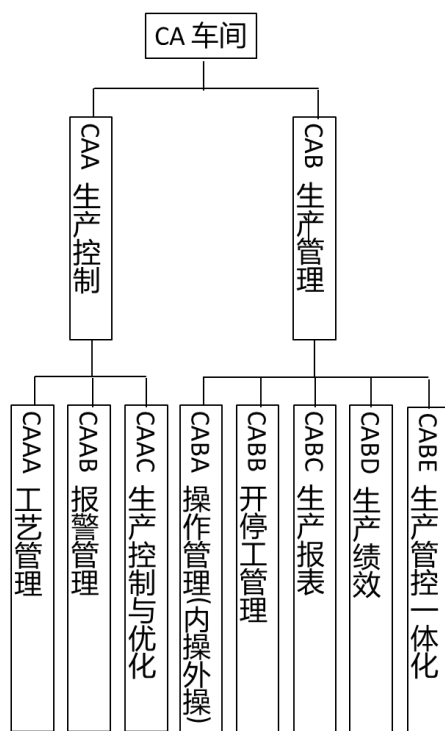 CA 车间
CAA 生产控制
CAB 生产管理
CAAA 工艺管理
CAAB 报警管理
CAAC 生产控制与优化
CABA 操作管理(内操外操)
CABB 开停工管理
CABC 生产报表
CABD 生产绩效
CABE 生产管控一体化